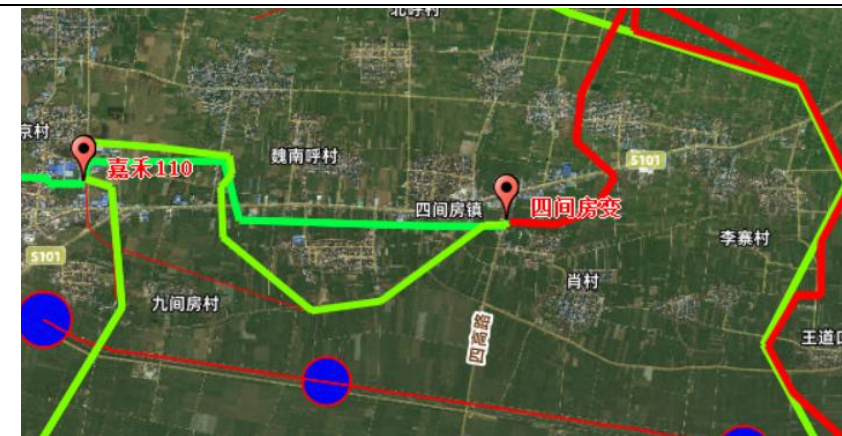 北呼村
京村
嘉禾110
魏南呼村
S101
四间房镇
四间房变
李寨村
S101
九间房村
肖村
四高路
王道口